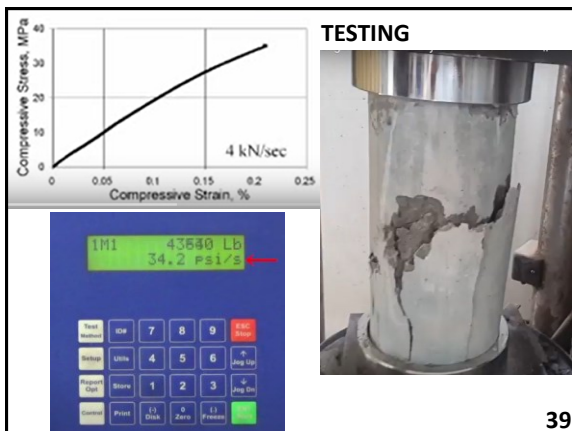 TESTING
Compressive Stress, MPa
40
30
20
10
0
4 kN/sec
0
0.05
0.1
0.15
0.2
0.25
Compressive Strain, %
1M1 Lb
34.2 psi/s
Test Method
ID#
7
8
9
ESC Stop
Setup
Utils
4
5
6
↑ Jog Up
Report Opt
Store
1
2
3
↓ Jog Dn
Control
Print
(-) Disk
0 Zero
(.) Freeze
39